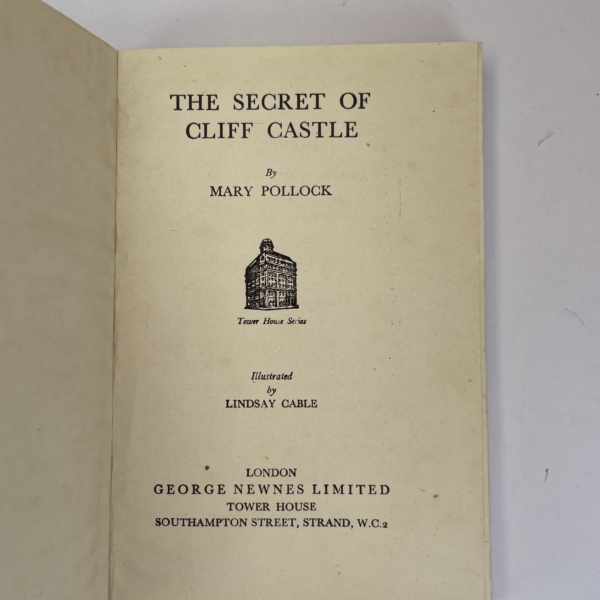 THE SECRET OF
CLIFF CASTLE
By
MARY POLLOCK
Tower House Series
Illustrated
by
LINDSAY CABLE
LONDON
GEORGE NEWNES LIMITED
TOWER HOUSE
SOUTHAMPTON STREET, STRAND, W.C.2